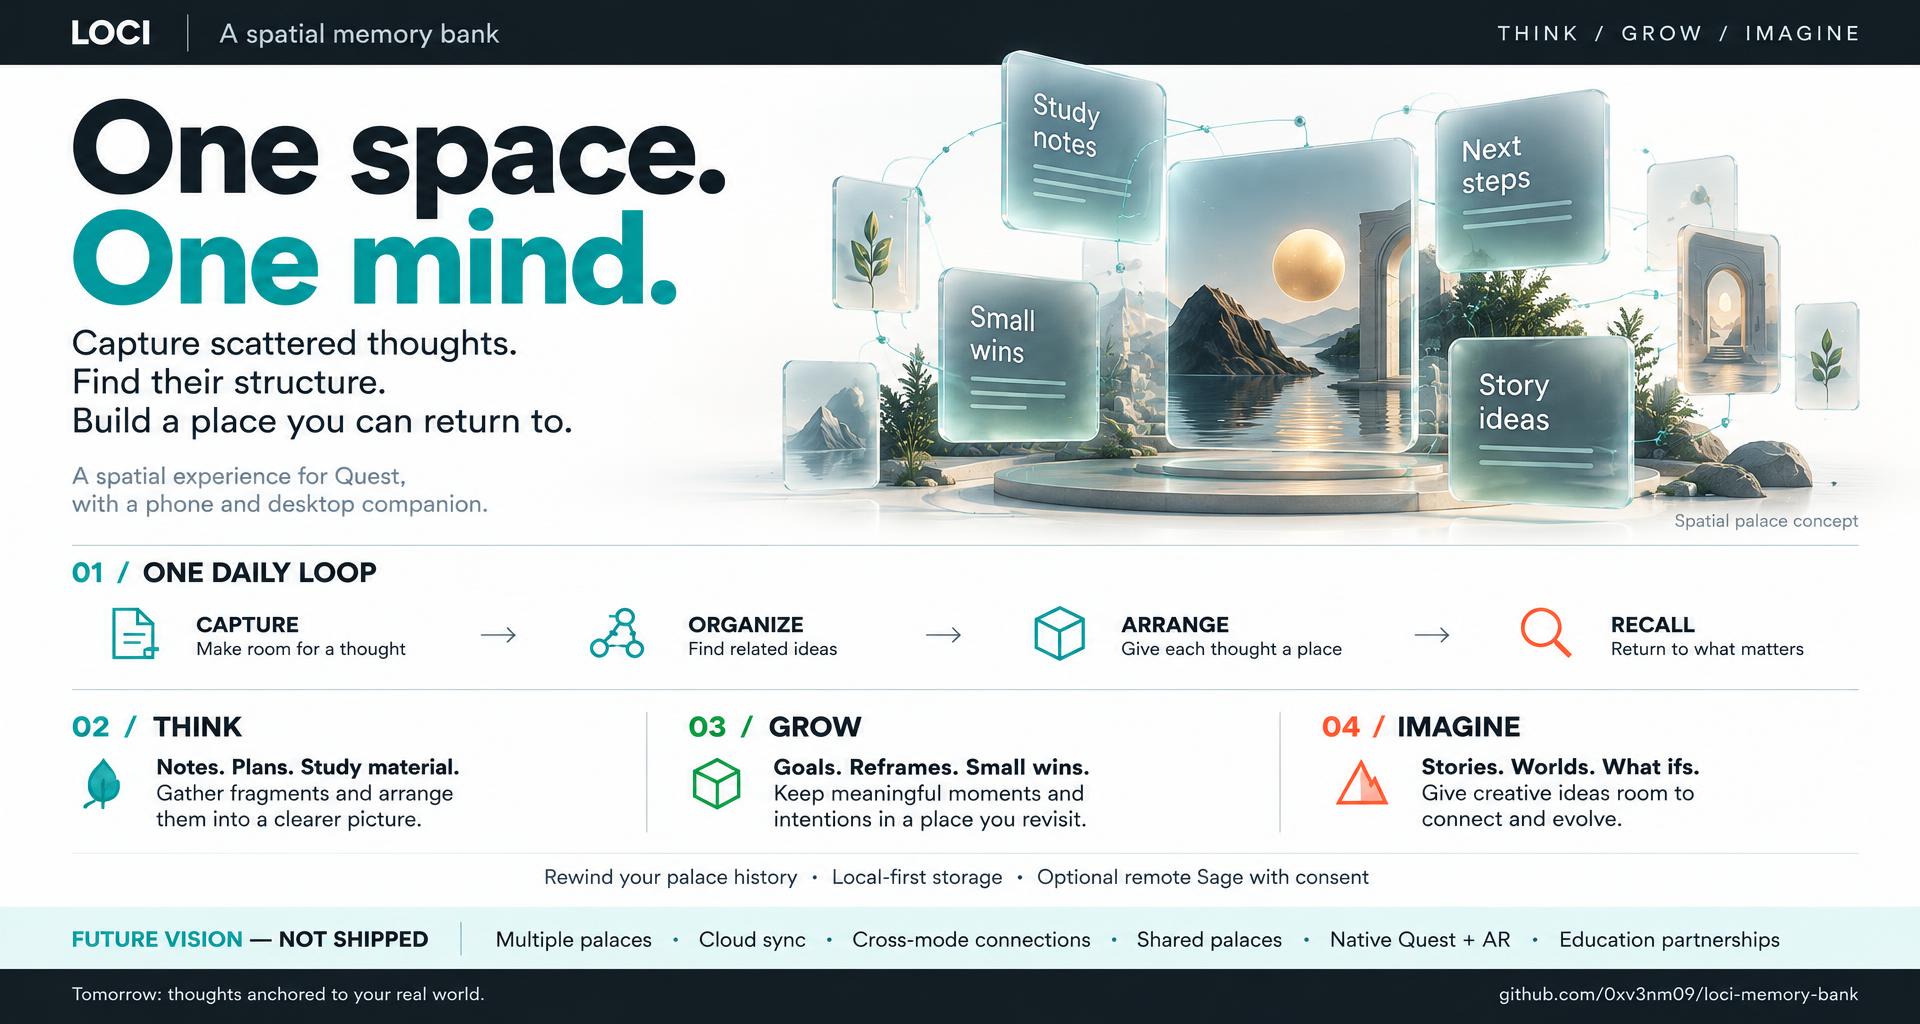 LOCI
A spatial memory bank
THINK / GROW / IMAGINE
One space.
One mind.
Capture scattered thoughts.
Find their structure.
Build a place you can return to.
A spatial experience for Quest,
with a phone and desktop companion.
Study
notes
Next
steps
Small
wins
Story
ideas
Spatial palace concept
01 / ONE DAILY LOOP
CAPTURE
Make room for a thought
→
ORGANIZE
Find related ideas
→
ARRANGE
Give each thought a place
→
RECALL
Return to what matters
02 / THINK
Notes. Plans. Study material.
Gather fragments and arrange
them into a clearer picture.
03 / GROW
Goals. Reframes. Small wins.
Keep meaningful moments and
intentions in a place you revisit.
04 / IMAGINE
Stories. Worlds. What ifs.
Give creative ideas room to
connect and evolve.
Rewind your palace history • Local-first storage • Optional remote Sage with consent
FUTURE VISION — NOT SHIPPED
Multiple palaces • Cloud sync • Cross-mode connections • Shared palaces • Native Quest + AR • Education partnerships
Tomorrow: thoughts anchored to your real world.
github.com/0xv3nm09/loci-memory-bank